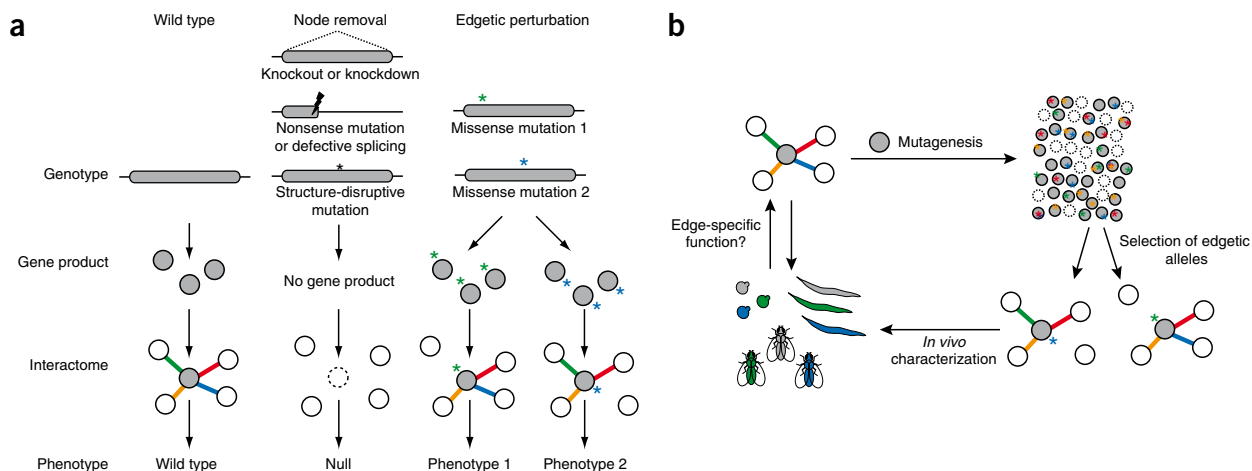 a
Wild type
Node removal
Edgetic perturbation
Knockout or knockdown
Nonsense mutation
or defective splicing
Missense mutation 1
Genotype
Structure-disruptive
mutation
Missense mutation 2
Gene product
No gene product
Interactome
Phenotype
Wild type
Null
Phenotype 1
Phenotype 2
b
Mutagenesis
Edge-specific
function?
Selection of edgetic
alleles
In vivo
characterization